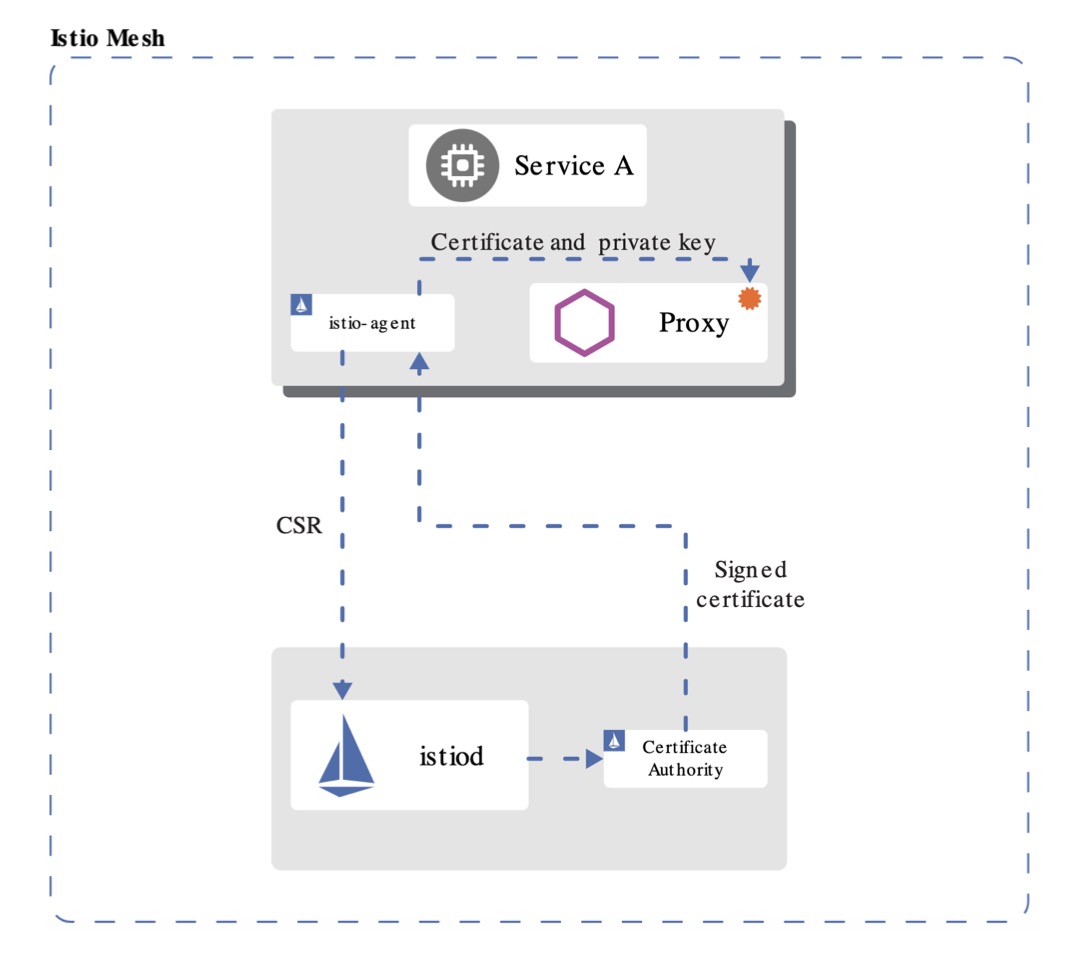 Istio Mesh
Service A
Certificate and private key
istio-agent
Proxy
CSR
Signed
certificate
istiod
Certificate
Authority